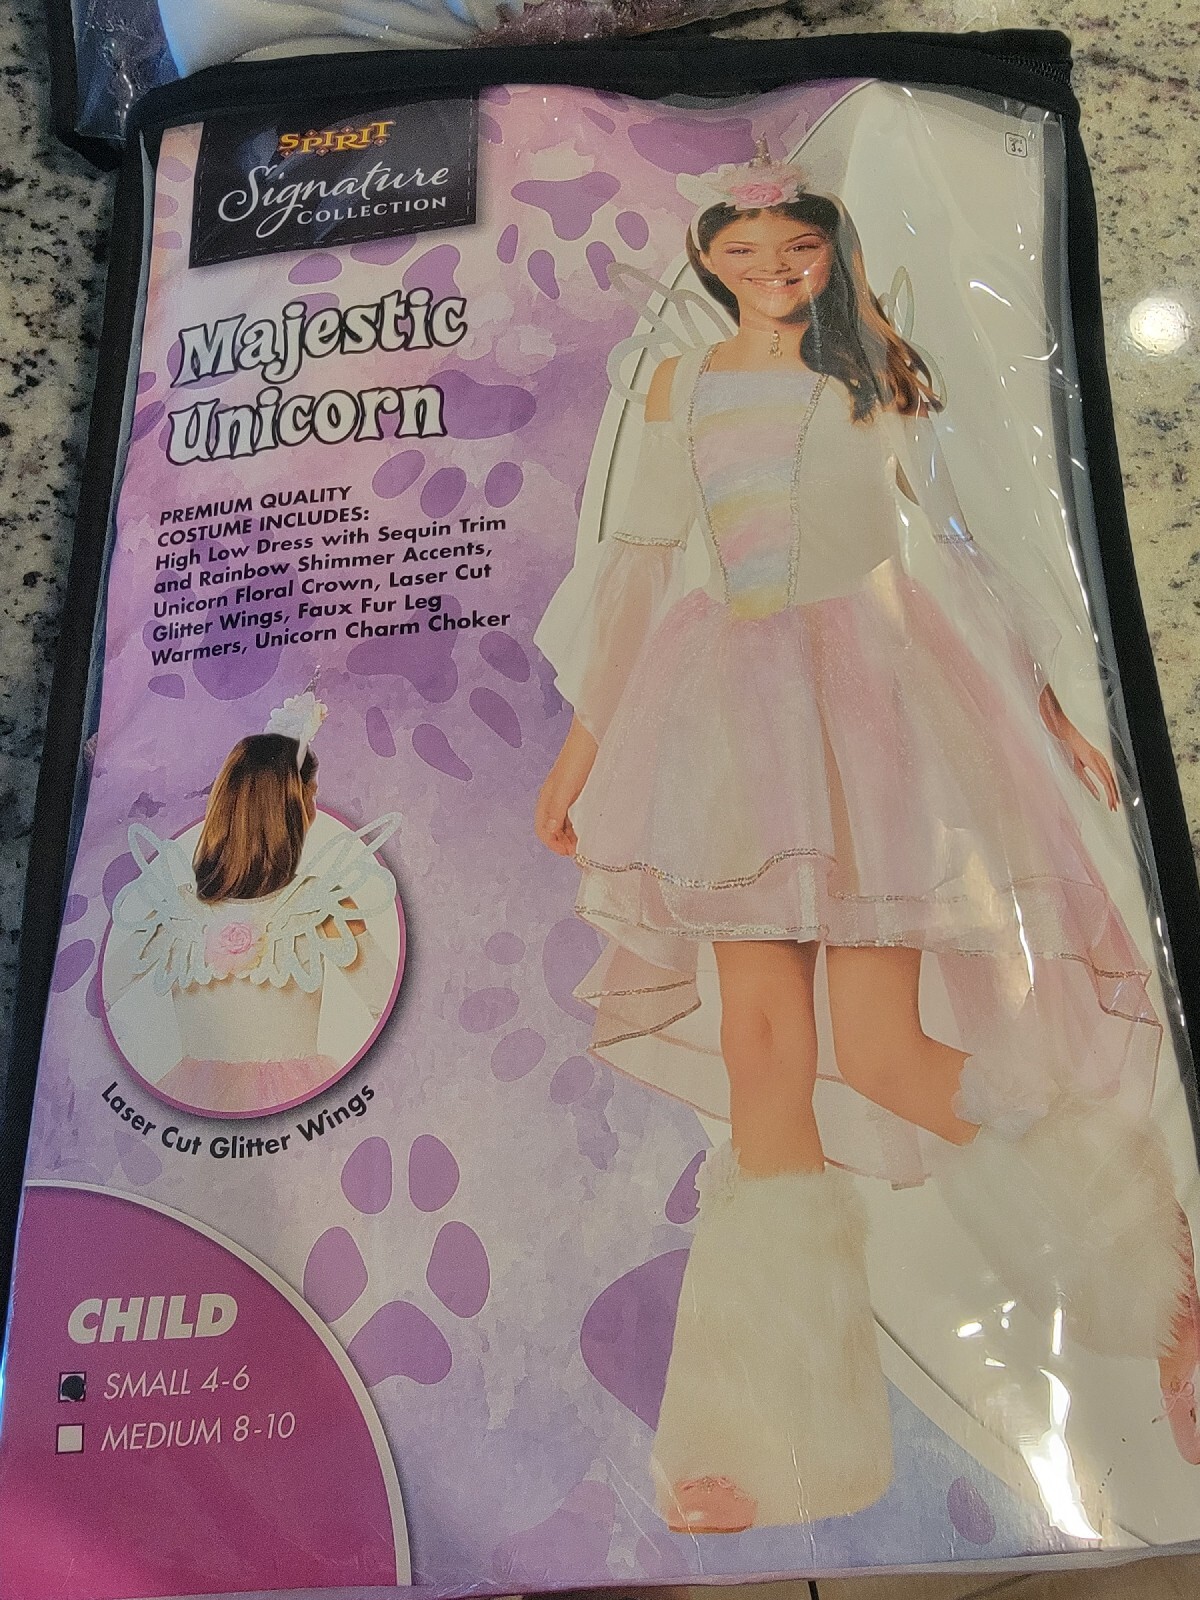 SPIRIT
Signature
COLLECTION
3+
Majestic
Unicorn
PREMIUM QUALITY
COSTUME INCLUDES:
High Low Dress with Sequin Trim
and Rainbow Shimmer Accents,
Unicorn Floral Crown, Laser Cut
Glitter Wings, Faux Fur Leg
Warmers, Unicorn Charm Choker
Laser Cut Glitter Wings
CHILD
SMALL 4-6
MEDIUM 8-10